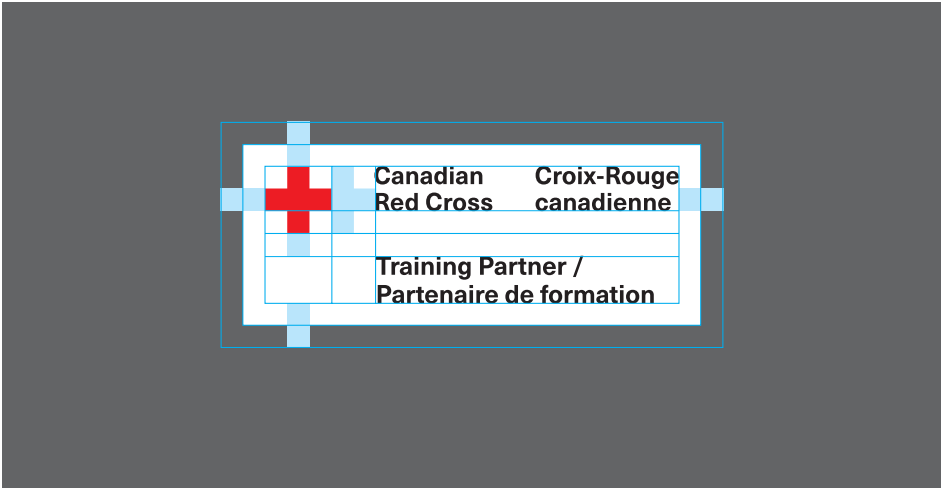 Canadian
Red Cross
Croix-Rouge
canadienne
Training Partner /
Partenaire de formation